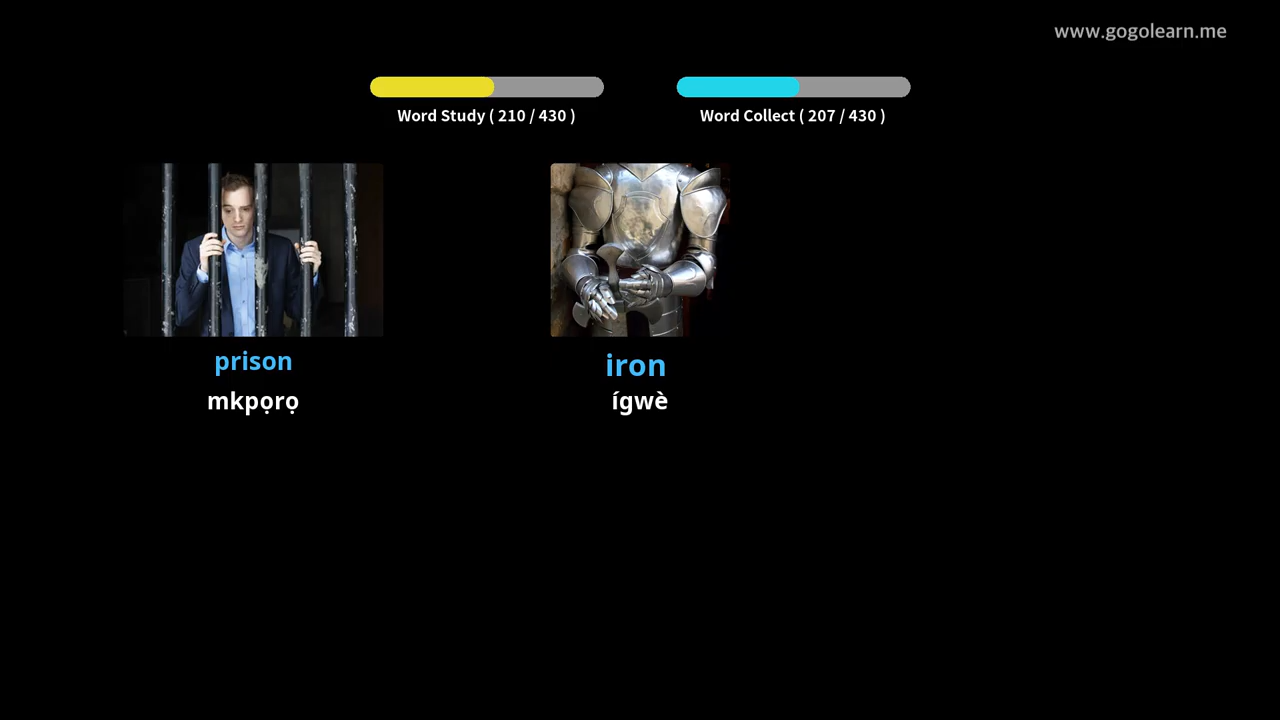 www.gogolearn.me
Word Study ( 210 / 430 )
Word Collect ( 207 / 430 )
prison
mkpọrọ
iron
ígwè